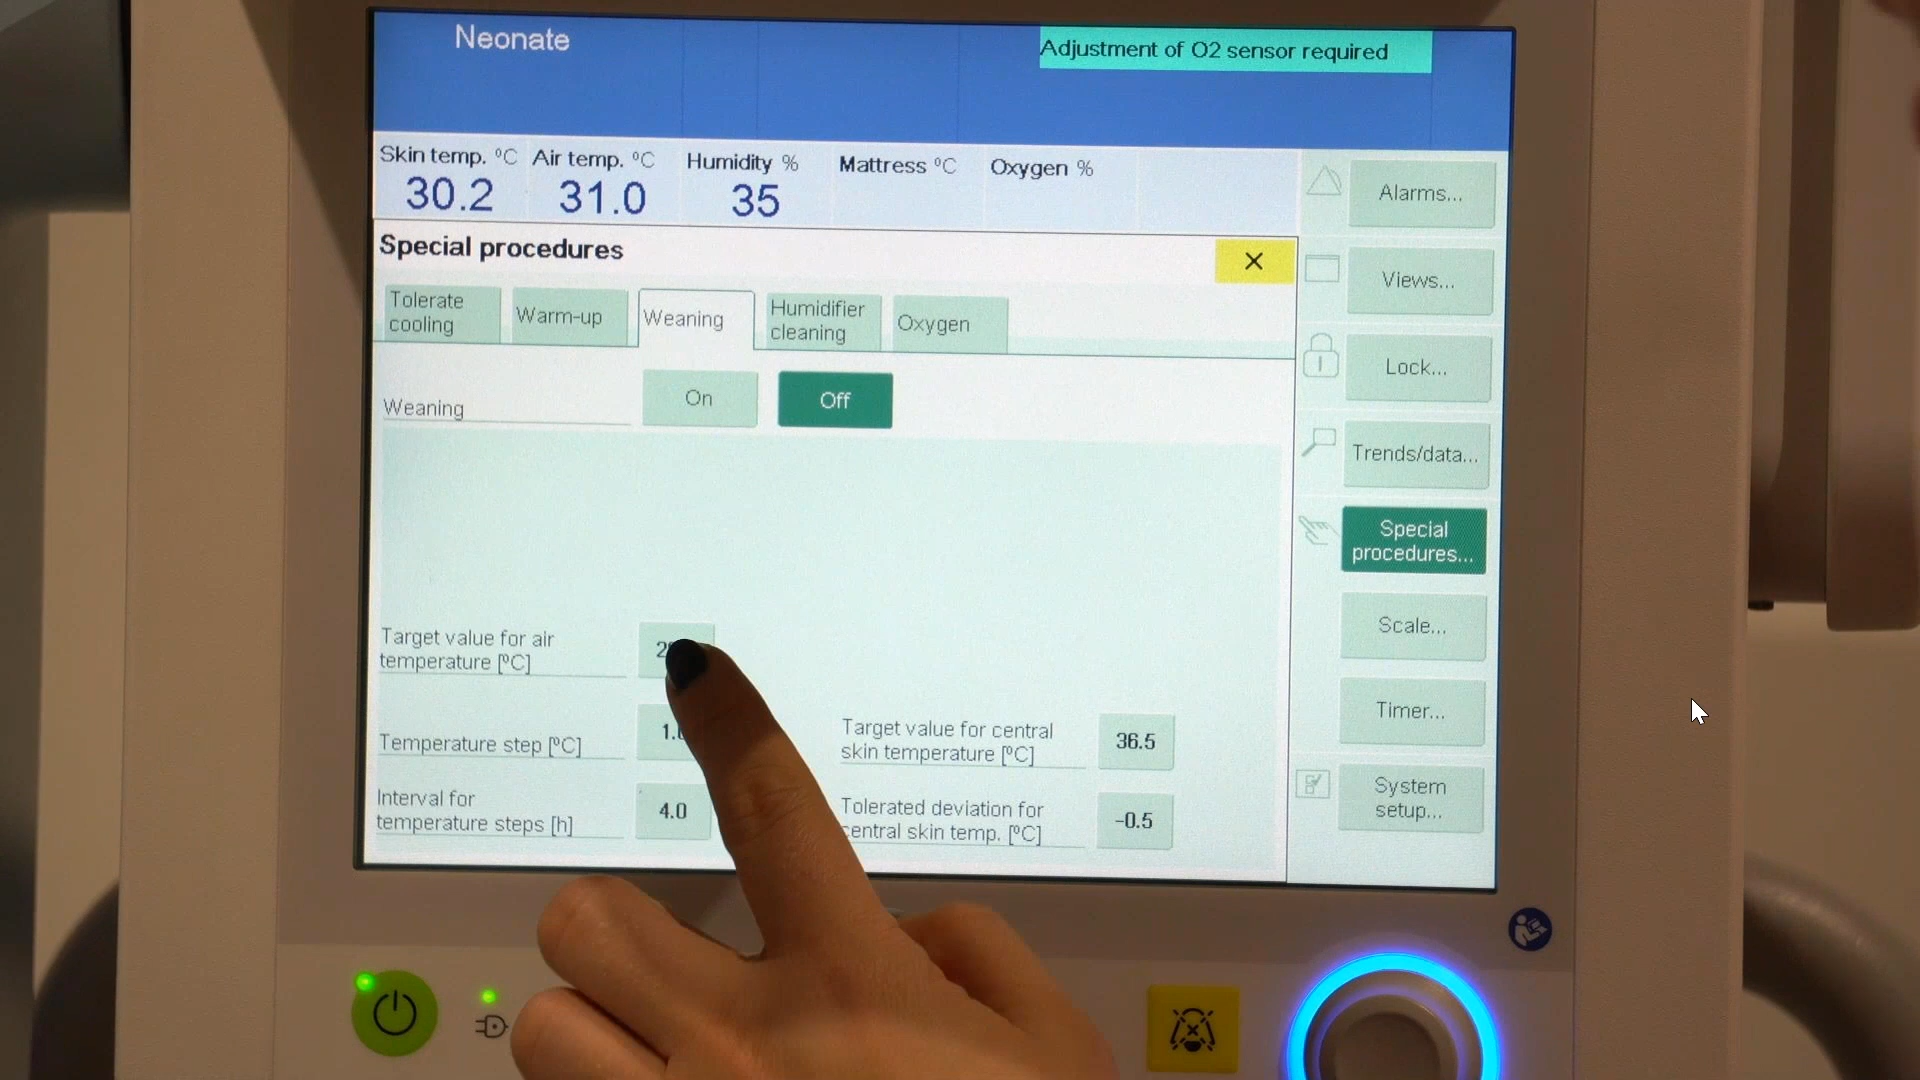 Neonate
Adjustment of O2 sensor required
Skin temp. °C Air temp. °C Humidity % Mattress °C Oxygen %
30.2 31.0 35
Alarms...
Special procedures
×
Views...
Tolerate
cooling
Warm-up
Weaning
Humidifier
cleaning
Oxygen
Lock...
Weaning
On
Off
Trends/data...
Special
procedures...
Scale...
Target value for air
temperature [°C]
Timer...
Temperature step [°C]
Target value for central
skin temperature [°C]
36.5
System
setup...
Interval for
temperature steps [h]
4.0
Tolerated deviation for
central skin temp. [°C]
-0.5